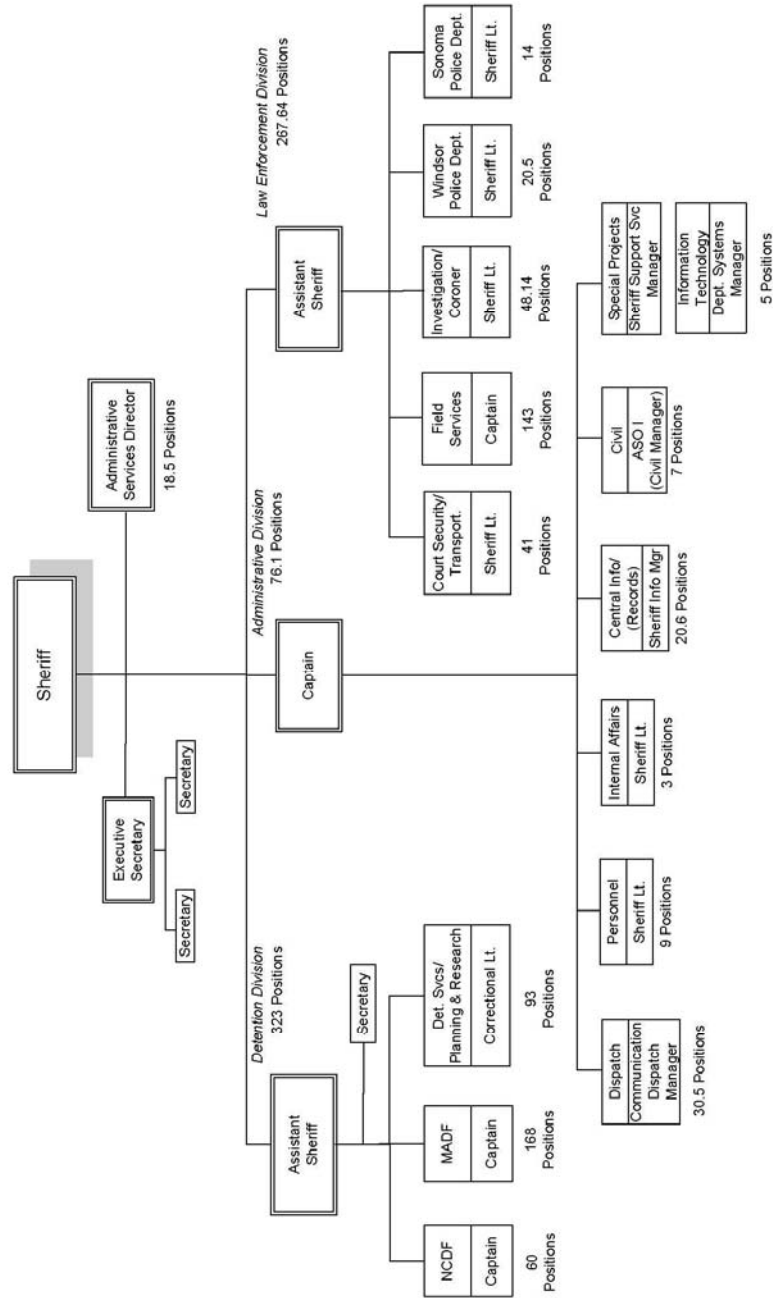 Sheriff
Executive
Secretary
Secretary
Secretary
Administrative
Services Director
18.5 Positions
Detention Division
323 Positions
Administrative Division
76.1 Positions
Law Enforcement Division
267.64 Positions
Assistant
Sheriff
Captain
Assistant
Sheriff
Secretary
NCDF
Captain
60
Positions
MADF
Captain
168
Positions
Det. Svcs/
Planning & Research
Correctional Lt.
93
Positions
Court Security/
Transport.
Sheriff Lt.
41
Positions
Field
Services
Captain
143
Positions
Investigation/
Coroner
Sheriff Lt.
48.14
Positions
Windsor
Police Dept.
Sheriff Lt.
20.5
Positions
Sonoma
Police Dept.
Sheriff Lt.
14
Positions
Dispatch
Communication
Dispatch
Manager
30.5 Positions
Personnel
Sheriff Lt.
9 Positions
Internal Affairs
Sheriff Lt.
3 Positions
Central Info/
(Records)
Sheriff Info Mgr
20.6 Positions
Civil
ASO I
(Civil Manager)
7 Positions
Special Projects
Sheriff Support Svc
Manager
Information
Technology
Dept. Systems
Manager
5 Positions